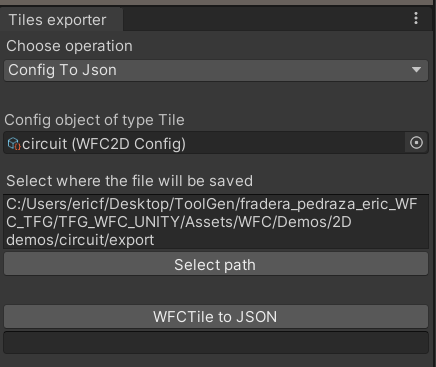 Tiles exporter
Choose operation
Config To Json
Config object of type Tile
circuit (WFC2D Config)
Select where the file will be saved
C:/Users/ericf/Desktop/ToolGen/fradera_pedraza_eric_WF
C_TFG/TFG_WFC_UNITY/Assets/WFC/Demos/2D
demos/circuit/export
Select path
WFCTile to JSON